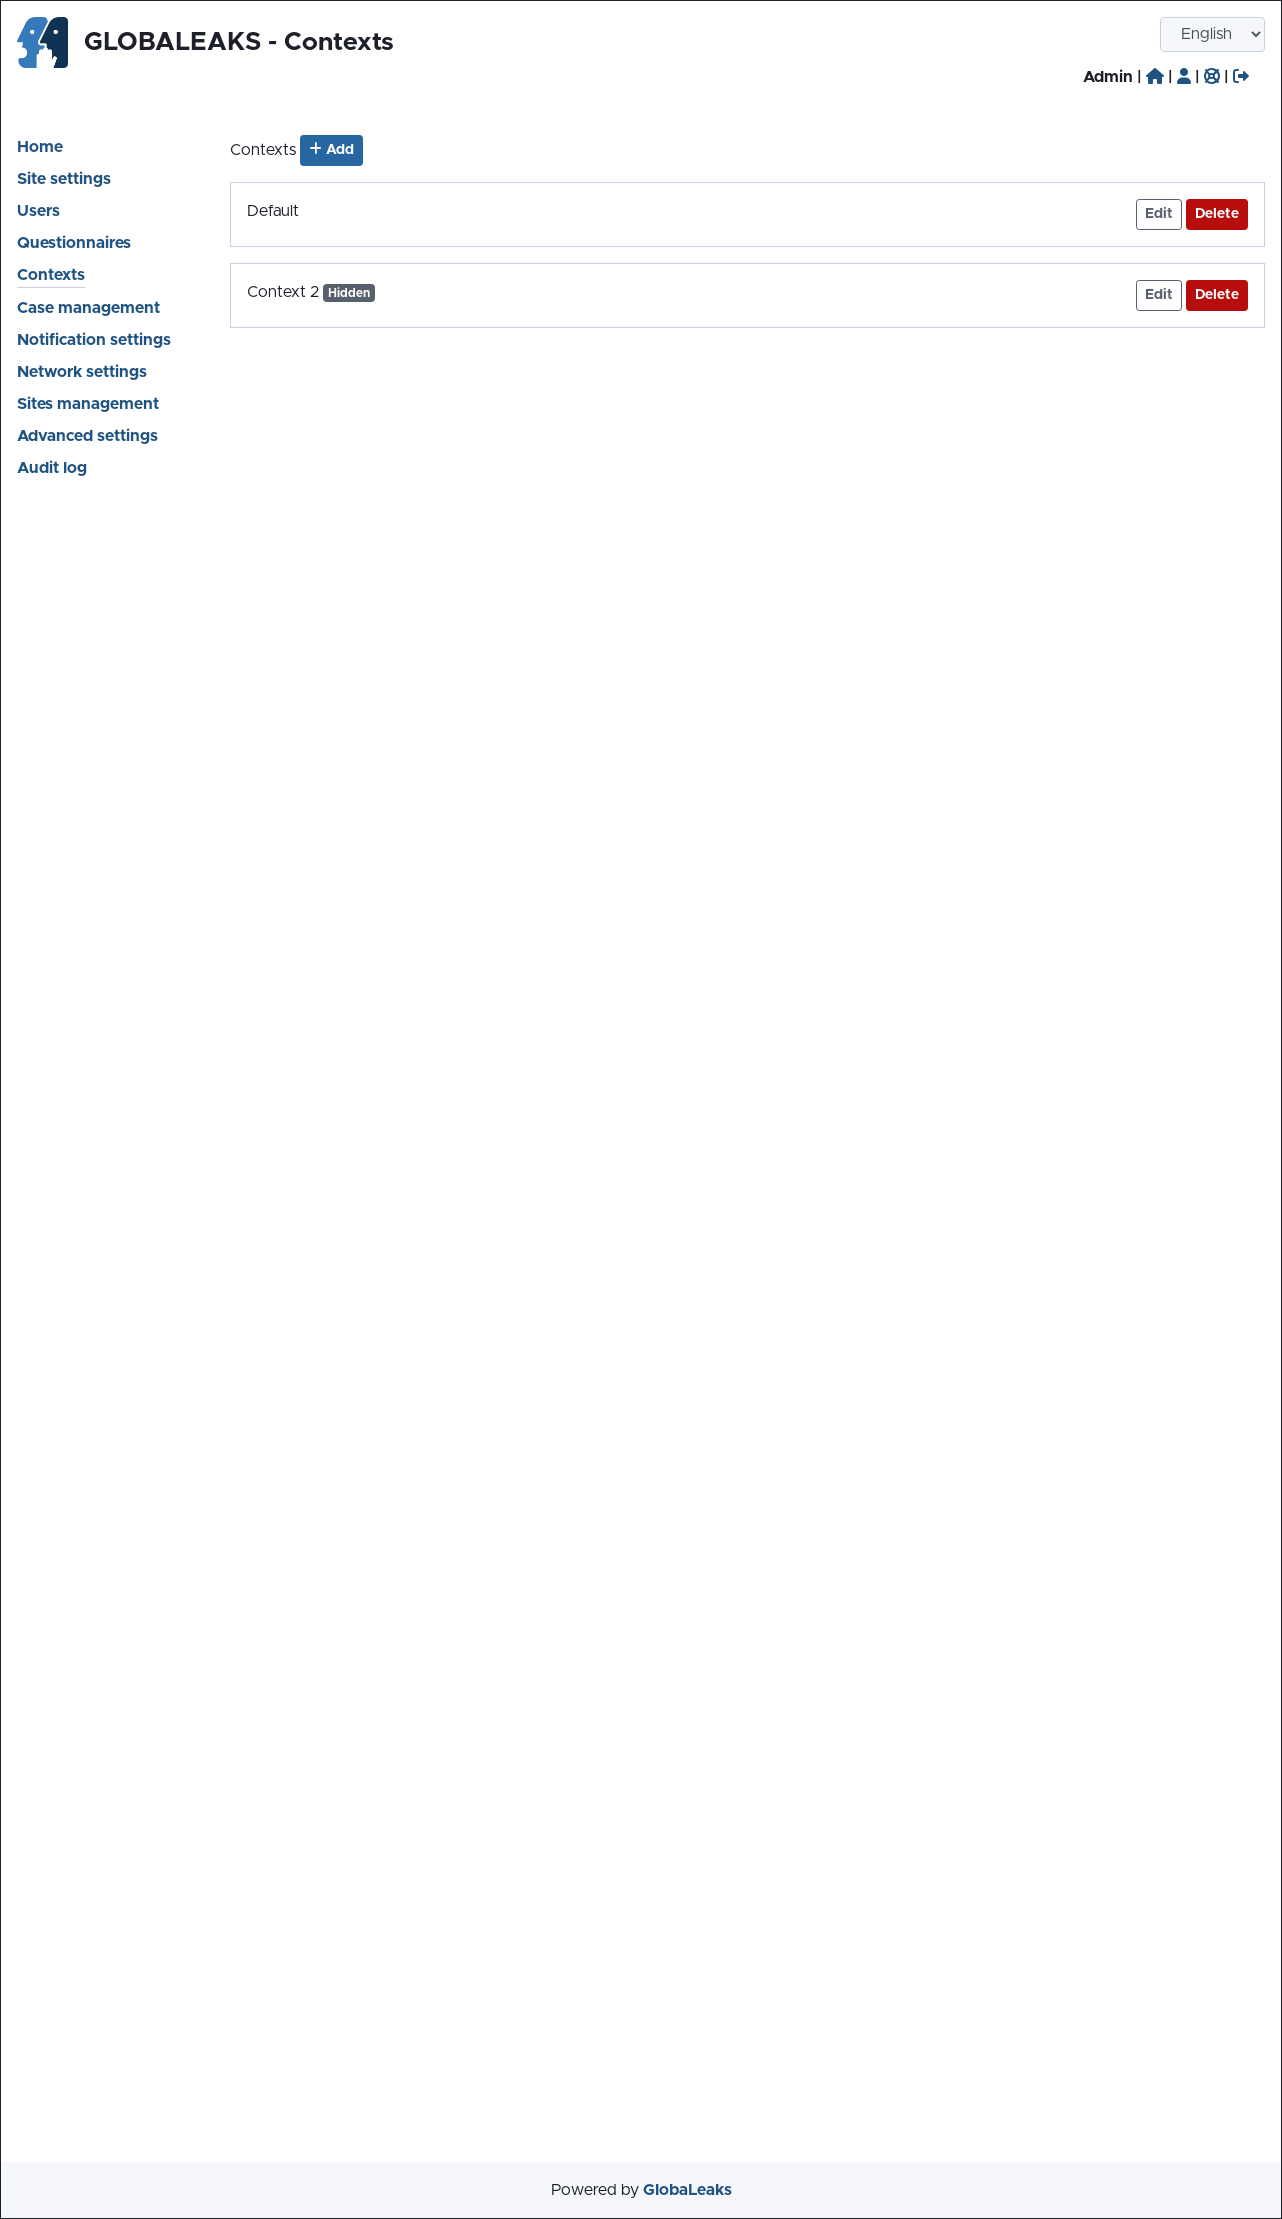 GLOBALEAKS - Contexts
English
Admin | | | |
Home
Site settings
Users
Questionnaires
Contexts
Case management
Notification settings
Network settings
Sites management
Advanced settings
Audit log
Contexts + Add
Default Edit Delete
Context 2 Hidden Edit Delete
Powered by GlobaLeaks